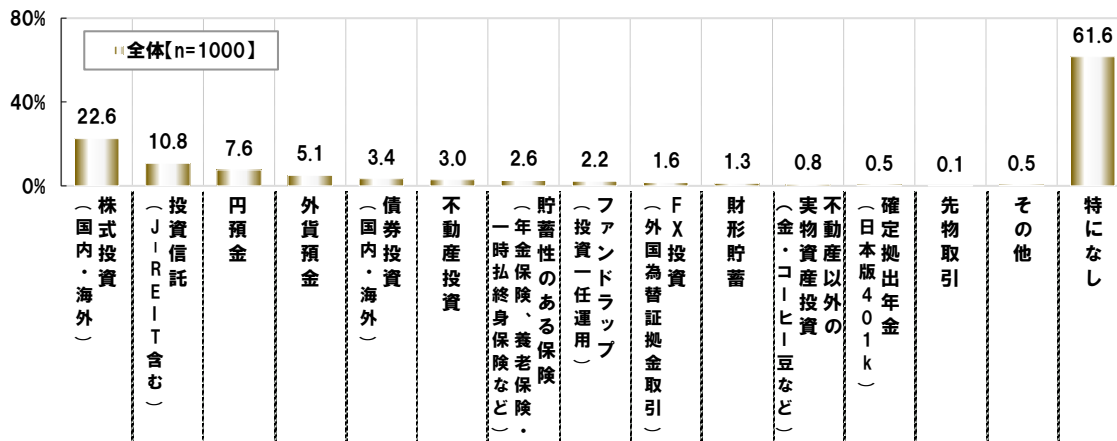 80%
40%
0%
全体【n=1000】
22.6
10.8
7.6
5.1
3.4
3.0
2.6
2.2
1.6
1.3
0.8
0.5
0.1
0.5
61.6
株式投資
（国内・海外）
投資信託
（J-REIT含む）
円預金
外貨預金
債券投資
（国内・海外）
不動産投資
貯蓄性のある保険
（年金保険、養老保険・
一時払終身保険など）
ファンドラップ
（投資一任運用）
FX投資
（外国為替証拠金取引）
財形貯蓄
不動産以外の
実物資産投資
（金・コーヒー豆など）
確定拠出年金
（日本版401k）
先物取引
その他
特になし